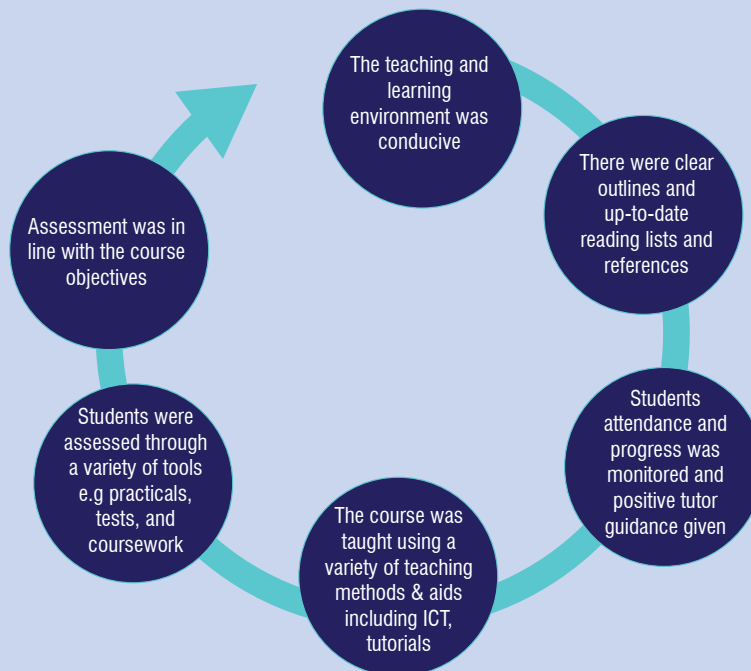 The teaching and
learning
environment was
conducive
There were clear
outlines and
up-to-date
reading lists and
references
Students
attendance and
progress was
monitored and
positive tutor
guidance given
The course was
taught using a
variety of teaching
methods & aids
including ICT,
tutorials
Students were
assessed through
a variety of tools
e.g practicals,
tests, and
coursework
Assessment was in
line with the course
objectives